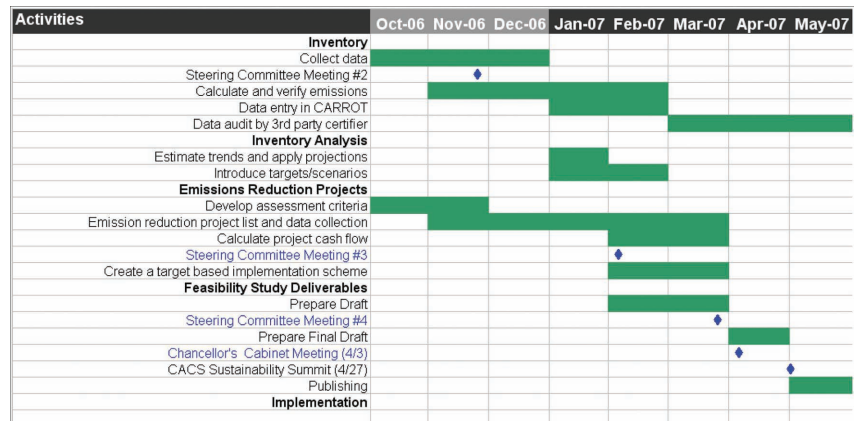 Activities Oct-06 Nov-06 Dec-06 Jan-07 Feb-07 Mar-07 Apr-07 May-07
Inventory
Collect data
Steering Committee Meeting #2
Calculate and verify emissions
Data entry in CARROT
Data audit by 3rd party certifier
Inventory Analysis
Estimate trends and apply projections
Introduce targets/scenarios
Emissions Reduction Projects
Develop assessment criteria
Emission reduction project list and data collection
Calculate project cash flow
Steering Committee Meeting #3
Create a target based implementation scheme
Feasibility Study Deliverables
Prepare Draft
Steering Committee Meeting #4
Prepare Final Draft
Chancellor's Cabinet Meeting (4/3)
CACS Sustainability Summit (4/27)
Publishing
Implementation